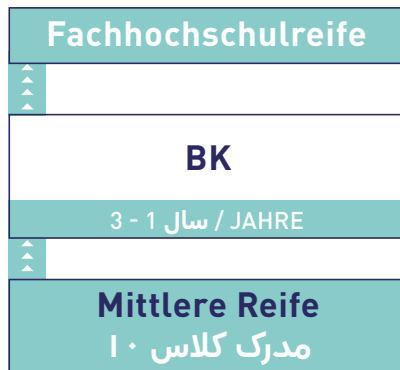 Fachhochschulreife
BK
3 - 1 سال / JAHRE
Mittlere Reife
مدرک کلاس ۱۰